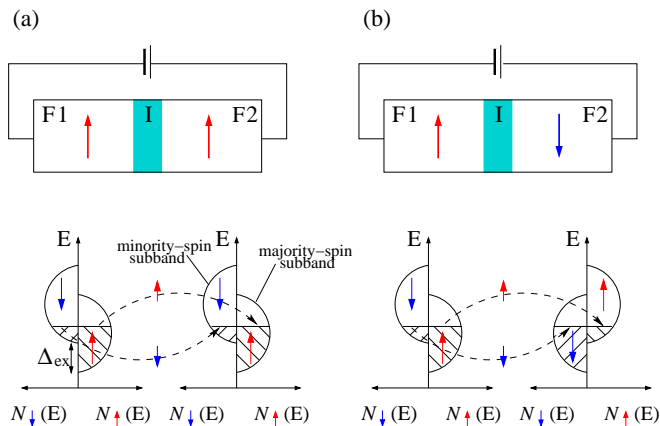 (a)
(b)
F1 I F2
F1 I F2
E
E
E
E
minority-spin
subband
majority-spin
subband
Δex
N↓(E) N↑(E) N↓(E) N↑(E)
N↓(E) N↑(E) N↓(E) N↑(E)